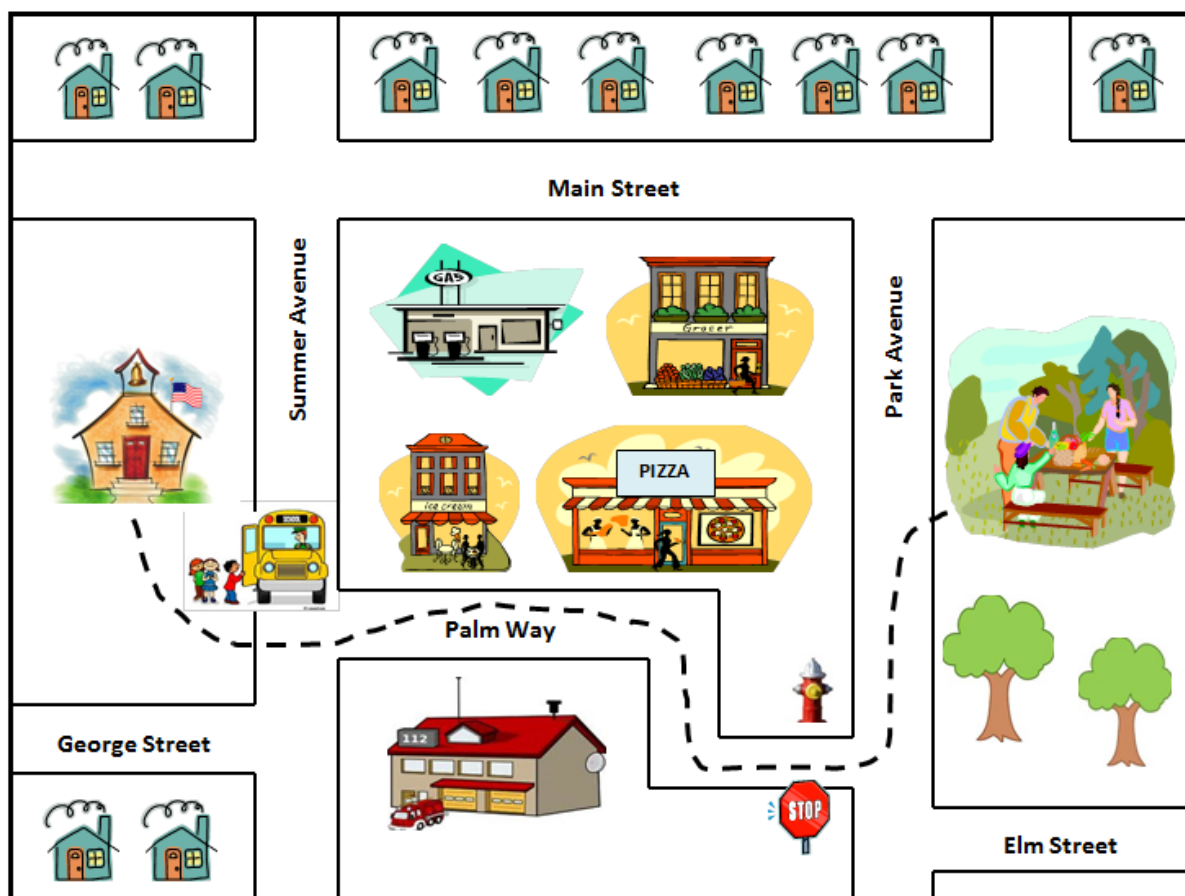 Main Street
Summer Avenue
Park Avenue
GAS
Grocer
SCHOOL
ice cream
PIZZA
Palm Way
112
George Street
STOP
Elm Street